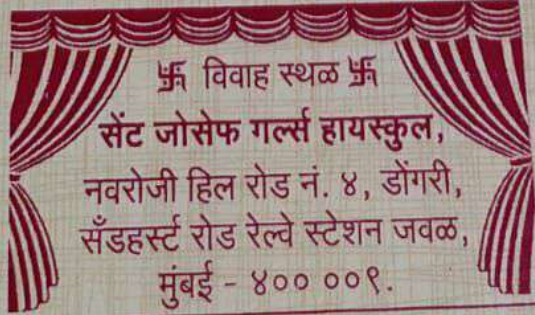 卐 विवाह स्थळ 卐
सेंट जोसेफ गर्ल्स हायस्कुल,
नवरोजी हिल रोड नं. ४, डोंगरी,
सँडहर्स्ट रोड रेल्वे स्टेशन जवळ,
मुंबई - ४०० ००९.